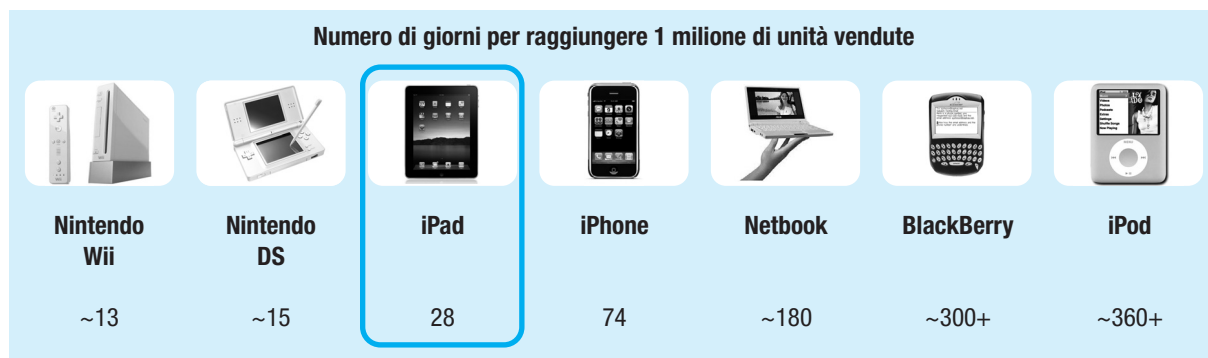 Numero di giorni per raggiungere 1 milione di unità vendute
Nintendo
Wii
Nintendo
DS
iPad
iPhone
Netbook
BlackBerry
iPod
~13
~15
28
74
~180
~300+
~360+